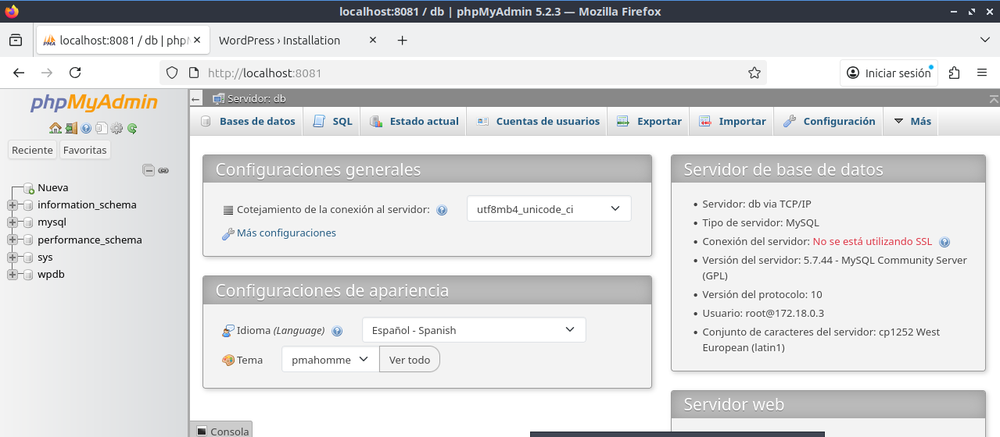 localhost:8081 / db | phpMyAdmin 5.2.3 — Mozilla Firefox
localhost:8081 / db | phpM
WordPress › Installation
http://localhost:8081
Iniciar sesión
phpMyAdmin
Reciente Favoritas
Nueva
information_schema
mysql
performance_schema
sys
wpdb
Servidor: db
Bases de datos SQL Estado actual Cuentas de usuarios Exportar Importar Configuración Más
Configuraciones generales
Cotejamiento de la conexión al servidor: utf8mb4_unicode_ci
Más configuraciones
Configuraciones de apariencia
Idioma (Language) Español - Spanish
Tema pmahomme Ver todo
Servidor de base de datos
Servidor: db via TCP/IP
Tipo de servidor: MySQL
Conexión del servidor: No se está utilizando SSL
Versión del servidor: 5.7.44 - MySQL Community Server
(GPL)
Versión del protocolo: 10
Usuario: root@172.18.0.3
Conjunto de caracteres del servidor: cp1252 West
European (latin1)
Servidor web
Consola